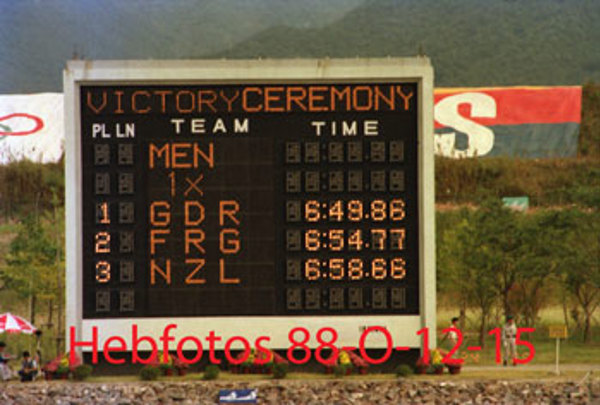 VICTORY CEREMONY
PL LN TEAM TIME
MEN
1X
1 GDR 6:49.86
2 FRG 6:54.77
3 NZL 6:58.66
S
Hebfotos 88-O-12-15